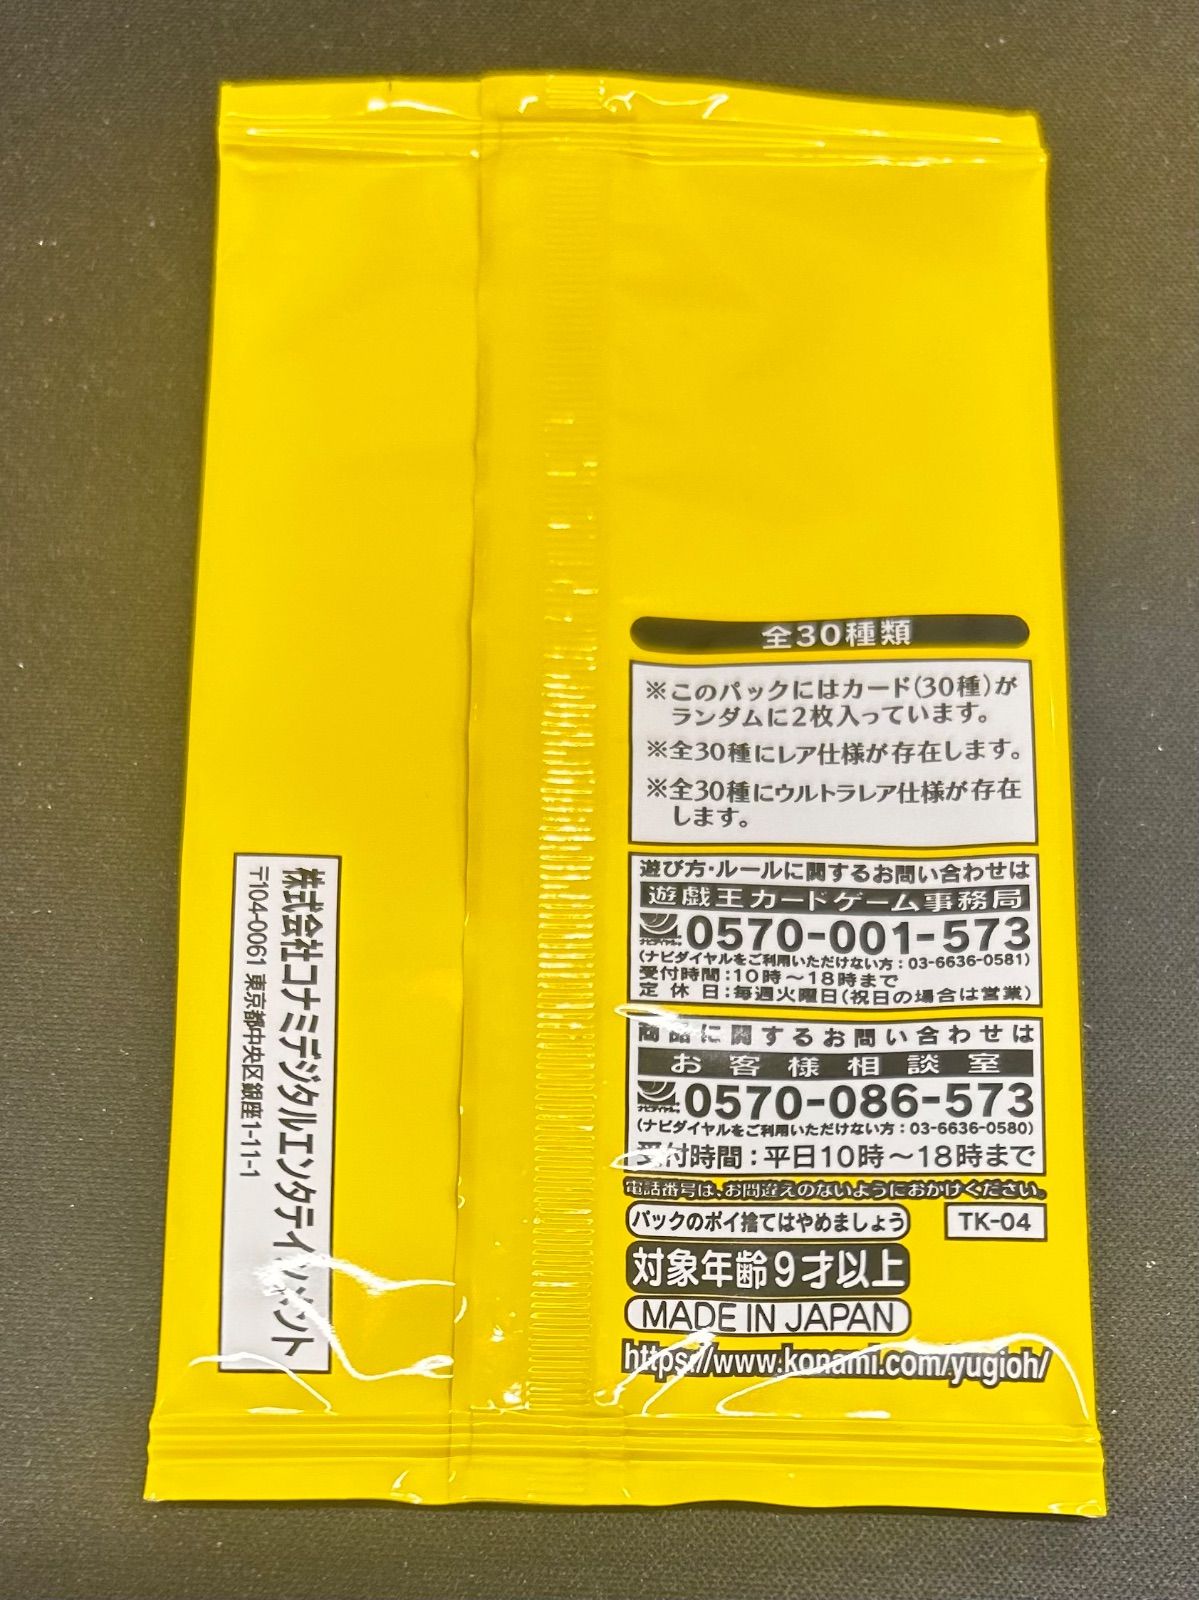 全30種類
※このパックにはカード(30種)が
ランダムに2枚入っています。
※全30種にレア仕様が存在します。
※全30種にウルトラレア仕様が存在
します。
遊び方・ルールに関するお問い合わせは
遊戯王カードゲーム事務局
ナビダイヤル 0570-001-573
(ナビダイヤルをご利用いただけない方：03-6636-0581)
受付時間：10時～18時まで
定休日：毎週火曜日(祝日の場合は営業)
商品に関するお問い合わせは
お客様相談室
ナビダイヤル 0570-086-573
(ナビダイヤルをご利用いただけない方：03-6636-0580)
受付時間：平日10時～18時まで
電話番号は、お間違えのないようにおかけください。
パックのポイ捨てはやめましょう
TK-04
対象年齢9才以上
MADE IN JAPAN
https://www.konami.com/yugioh/
株式会社コナミデジタルエンタテインメント
〒104-0061 東京都中央区銀座1-11-1